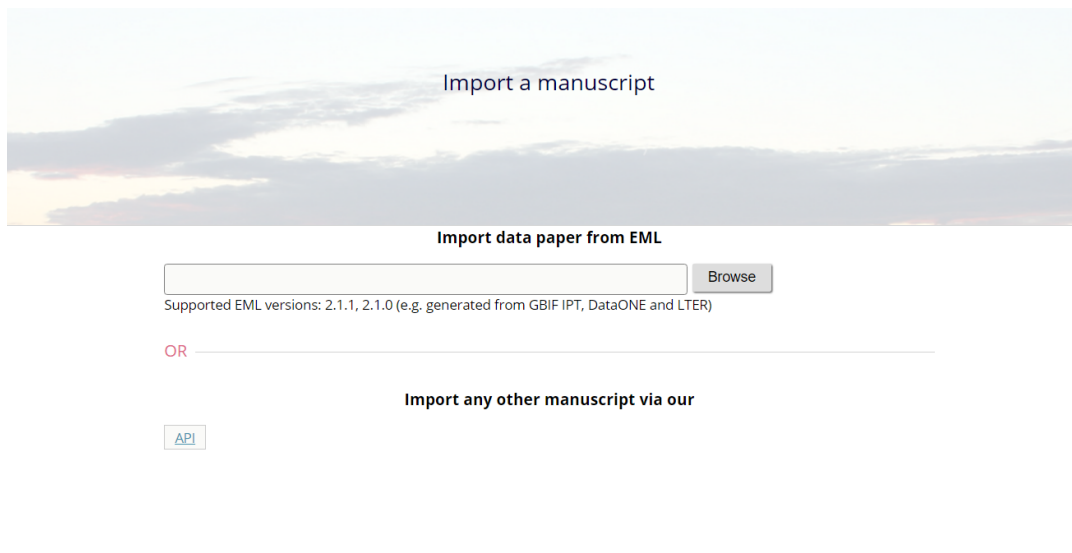 Import a manuscript
Import data paper from EML
Browse
Supported EML versions: 2.1.1, 2.1.0 (e.g. generated from GBIF IPT, DataONE and LTER)
OR
Import any other manuscript via our
API